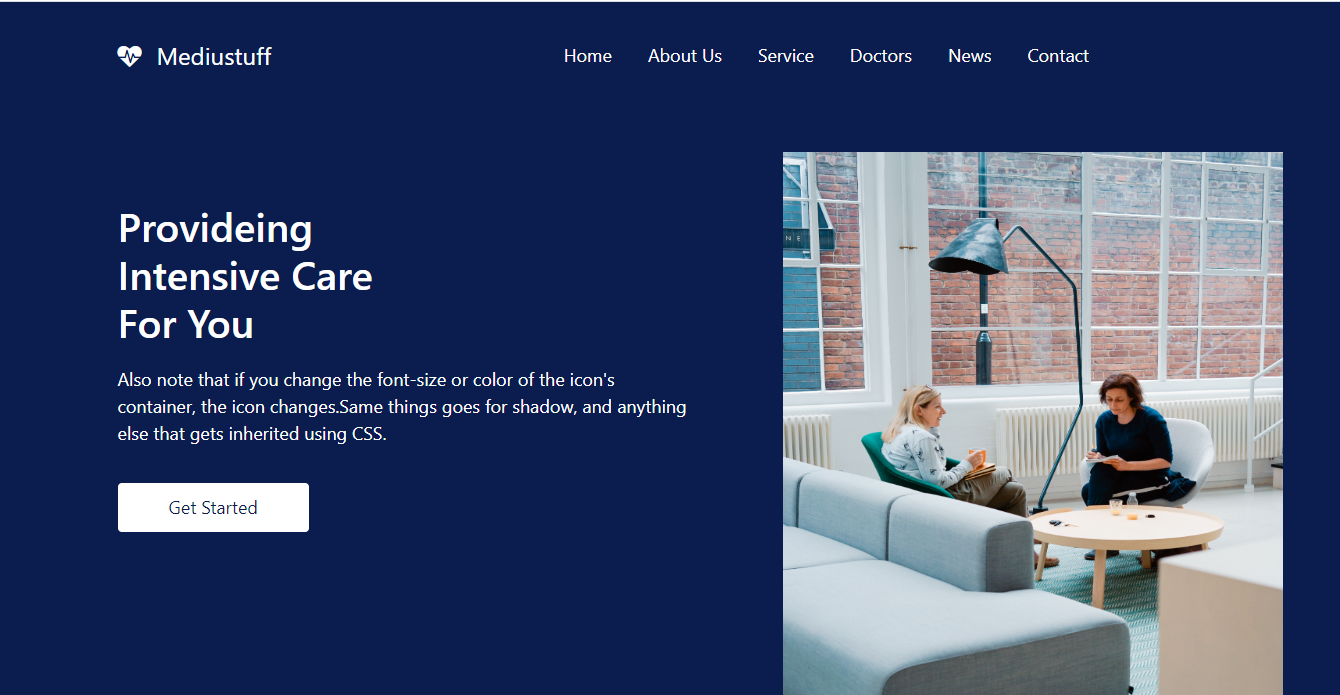 Mediustuff
Home About Us Service Doctors News Contact
Provideing
Intensive Care
For You
Also note that if you change the font-size or color of the icon's
container, the icon changes.Same things goes for shadow, and anything
else that gets inherited using CSS.
Get Started